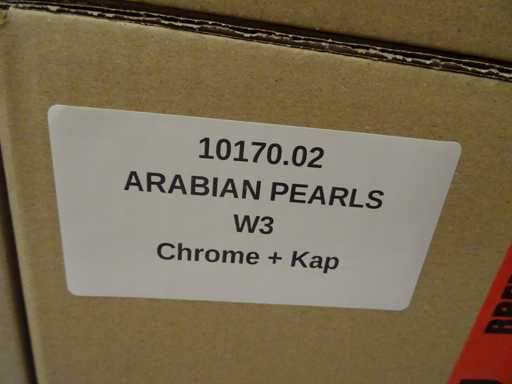 10170.02
ARABIAN PEARLS
W3
Chrome + Kap